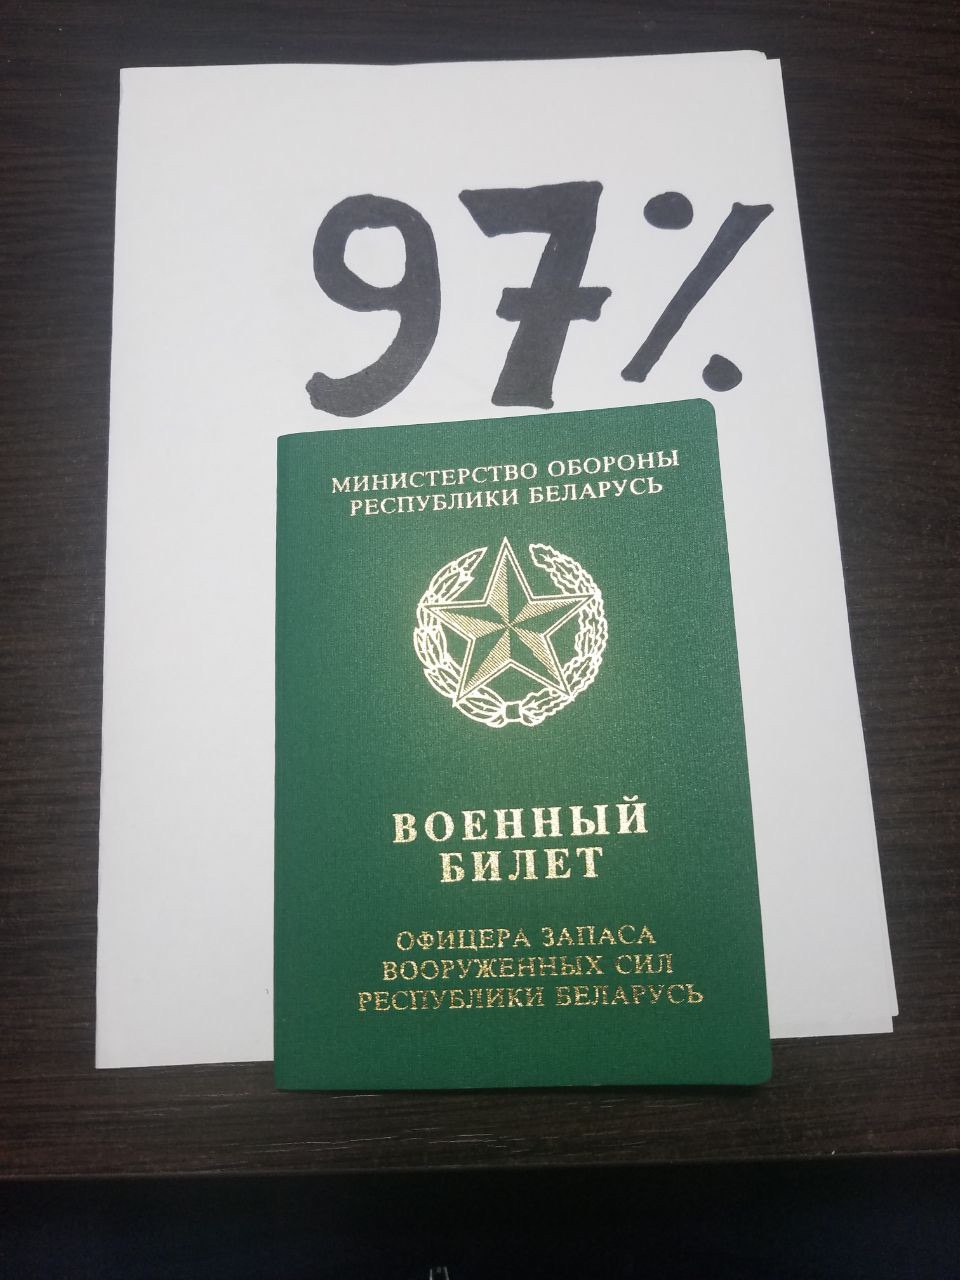 97%
МИНИСТЕРСТВО ОБОРОНЫ
РЕСПУБЛИКИ БЕЛАРУСЬ
ВОЕННЫЙ
БИЛЕТ
ОФИЦЕРА ЗАПАСА
ВООРУЖЕННЫХ СИЛ
РЕСПУБЛИКИ БЕЛАРУСЬ